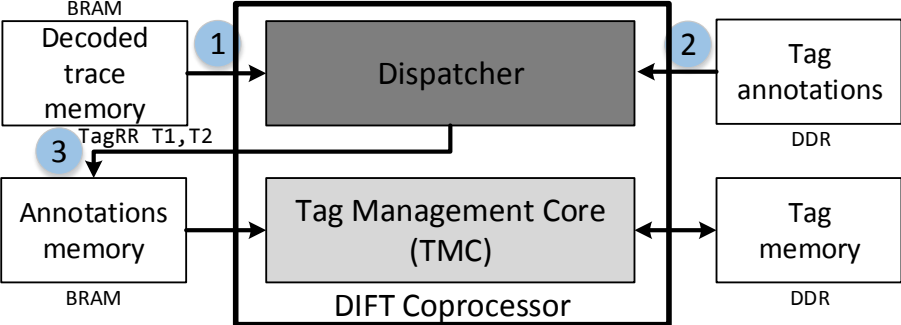 BRAM
Decoded
trace
memory
1
Dispatcher
2
Tag
annotations
DDR
3
TagRR T1,T2
Annotations
memory
BRAM
Tag Management Core
(TMC)
Tag
memory
DDR
DIFT Coprocessor